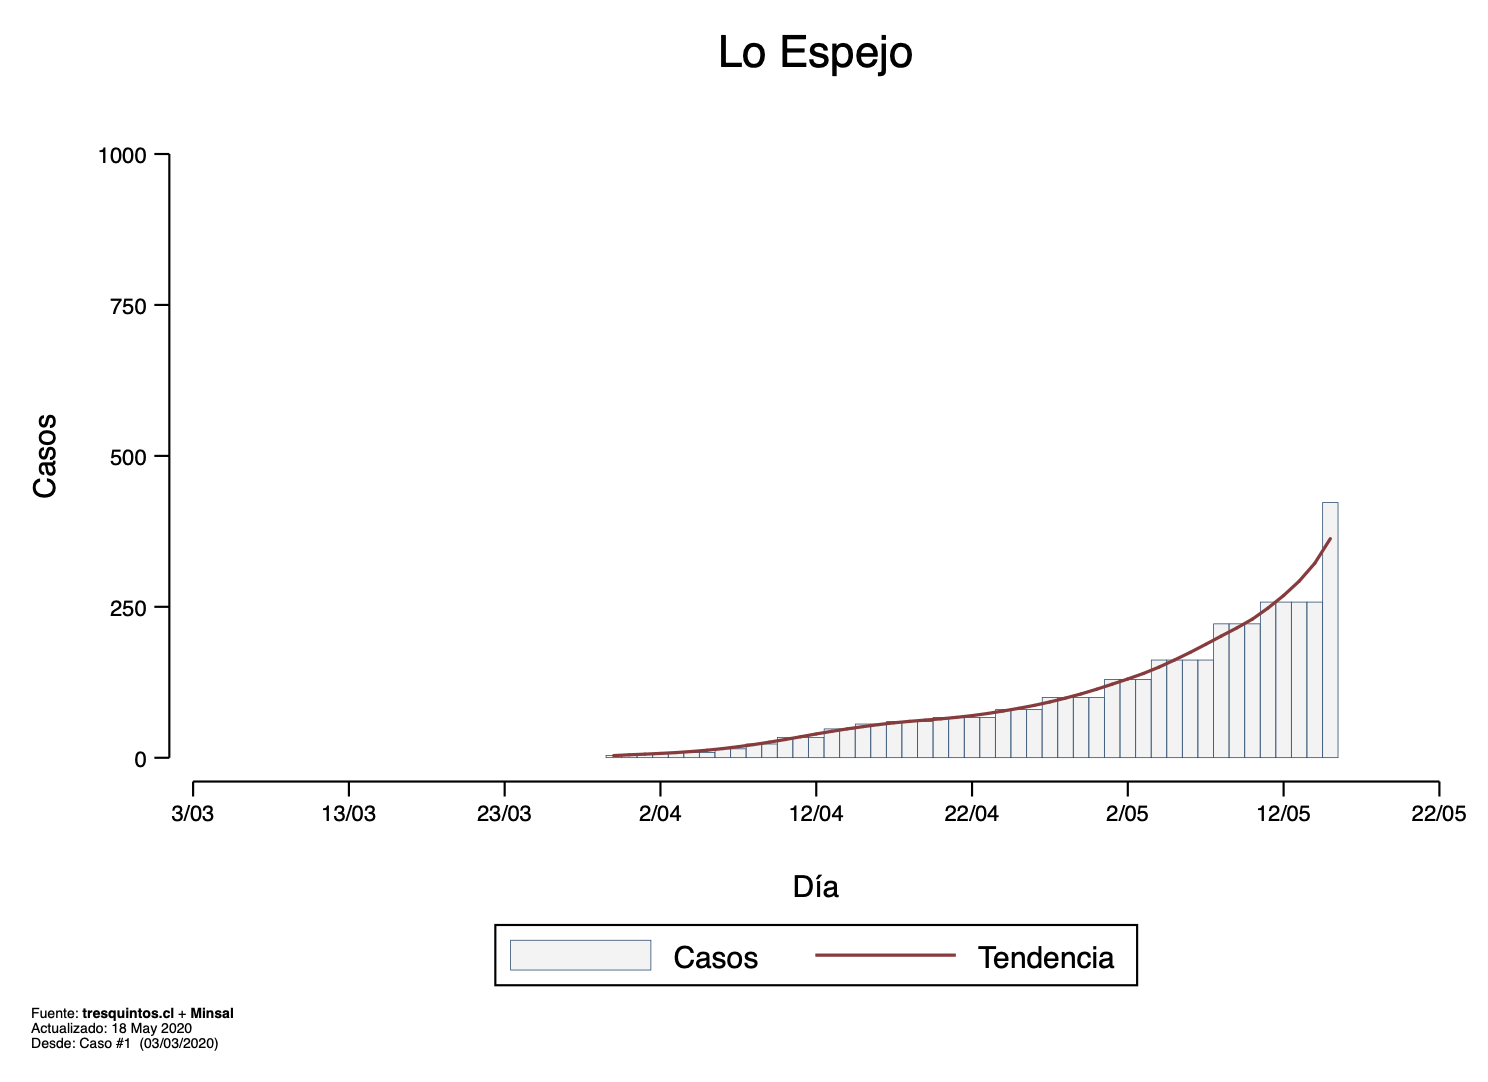 Lo Espejo
1000
750
500
250
0
Casos
3/03 13/03 23/03 2/04 12/04 22/04 2/05 12/05 22/05
Día
Casos Tendencia
Fuente: tresquintos.cl + Minsal
Actualizado: 18 May 2020
Desde: Caso #1 (03/03/2020)